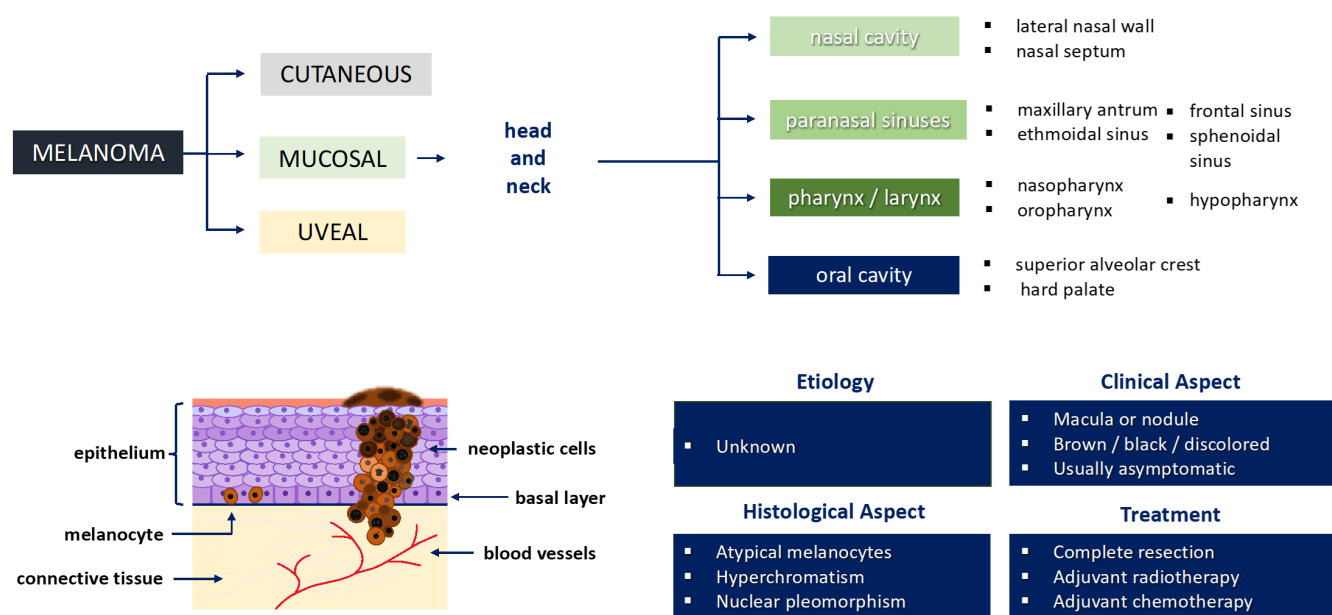 MELANOMA
CUTANEOUS
MUCOSAL
UVEAL
head
and
neck
nasal cavity
▪ lateral nasal wall
▪ nasal septum
paranasal sinuses
▪ maxillary antrum
▪ ethmoidal sinus
▪ frontal sinus
▪ sphenoidal
sinus
pharynx / larynx
▪ nasopharynx
▪ oropharynx
▪ hypopharynx
oral cavity
▪ superior alveolar crest
▪ hard palate
epithelium
melanocyte
connective tissue
neoplastic cells
basal layer
blood vessels
Etiology
▪ Unknown
Clinical Aspect
▪ Macula or nodule
▪ Brown / black / discolored
▪ Usually asymptomatic
Histological Aspect
▪ Atypical melanocytes
▪ Hyperchromatism
▪ Nuclear pleomorphism
Treatment
▪ Complete resection
▪ Adjuvant radiotherapy
▪ Adjuvant chemotherapy